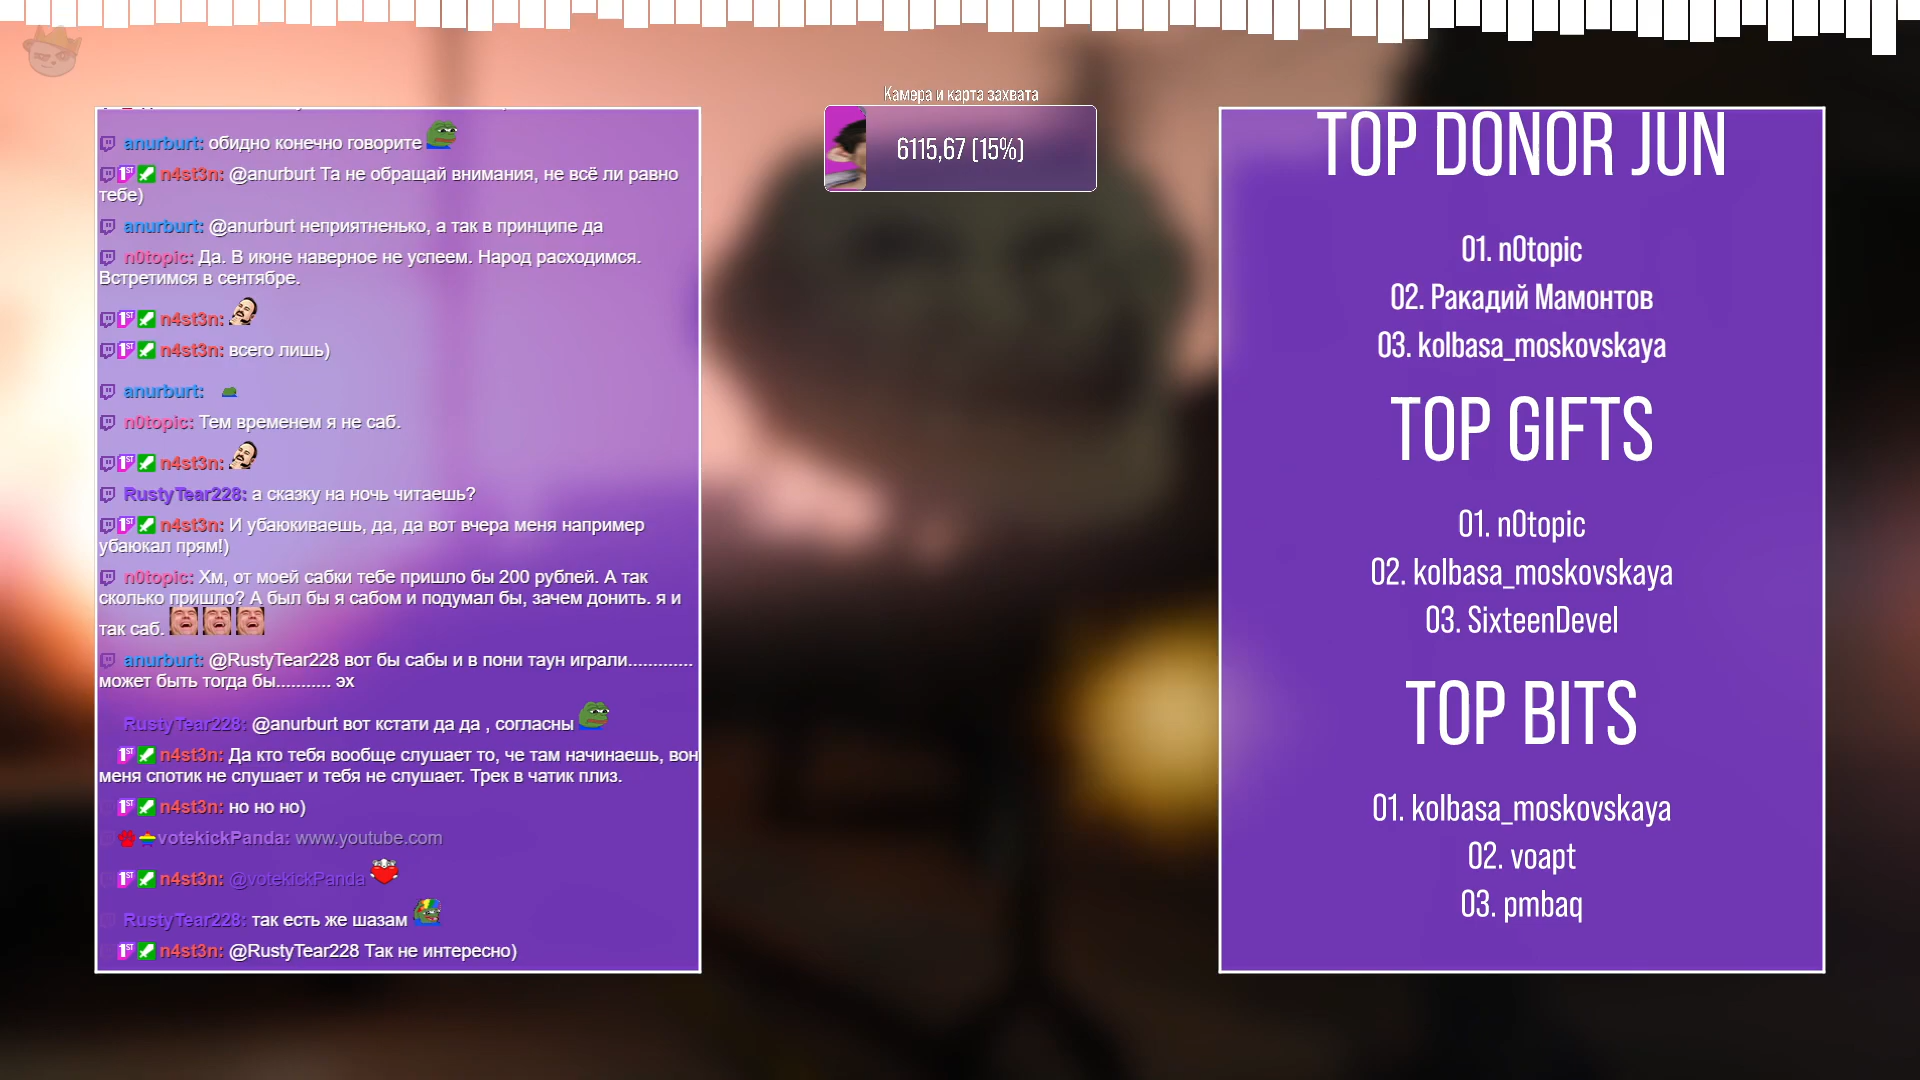 anurburt: обидно конечно говорите
n4st3n: @anurburt Та не обращай внимания, не всё ли равно
тебе)
anurburt: @anurburt неприятненько, а так в принципе да
n0topic: Да. В июне наверное не успеем. Народ расходимся.
Встретимся в сентябре.
n4st3n:
n4st3n: всего лишь)
anurburt:
n0topic: Тем временем я не саб.
n4st3n:
RustyTear228: а сказку на ночь читаешь?
n4st3n: И убаюкиваешь, да, да вот вчера меня например
убаюкал прям!)
n0topic: Хм, от моей сабки тебе пришло бы 200 рублей. А так
сколько пришло? А был бы я сабом и подумал бы, зачем донить. я и
так саб.
anurburt: @RustyTear228 вот бы сабы и в пони таун играли.............
может быть тогда бы........... эх
RustyTear228: @anurburt вот кстати да да , согласны
n4st3n: Да кто тебя вообще слушает то, че там начинаешь, вон
меня спотик не слушает и тебя не слушает. Трек в чатик плиз.
n4st3n: но но но)
votekickPanda: www.youtube.com
n4st3n: @votekickPanda
RustyTear228: так есть же шазам
n4st3n: @RustyTear228 Так не интересно)
Камера и карта захвата
6115,67 (15%)
TOP DONOR JUN
01. n0topic
02. Ракадий Мамонтов
03. kolbasa_moskovskaya
TOP GIFTS
01. n0topic
02. kolbasa_moskovskaya
03. SixteenDevel
TOP BITS
01. kolbasa_moskovskaya
02. voapt
03. pmbaq